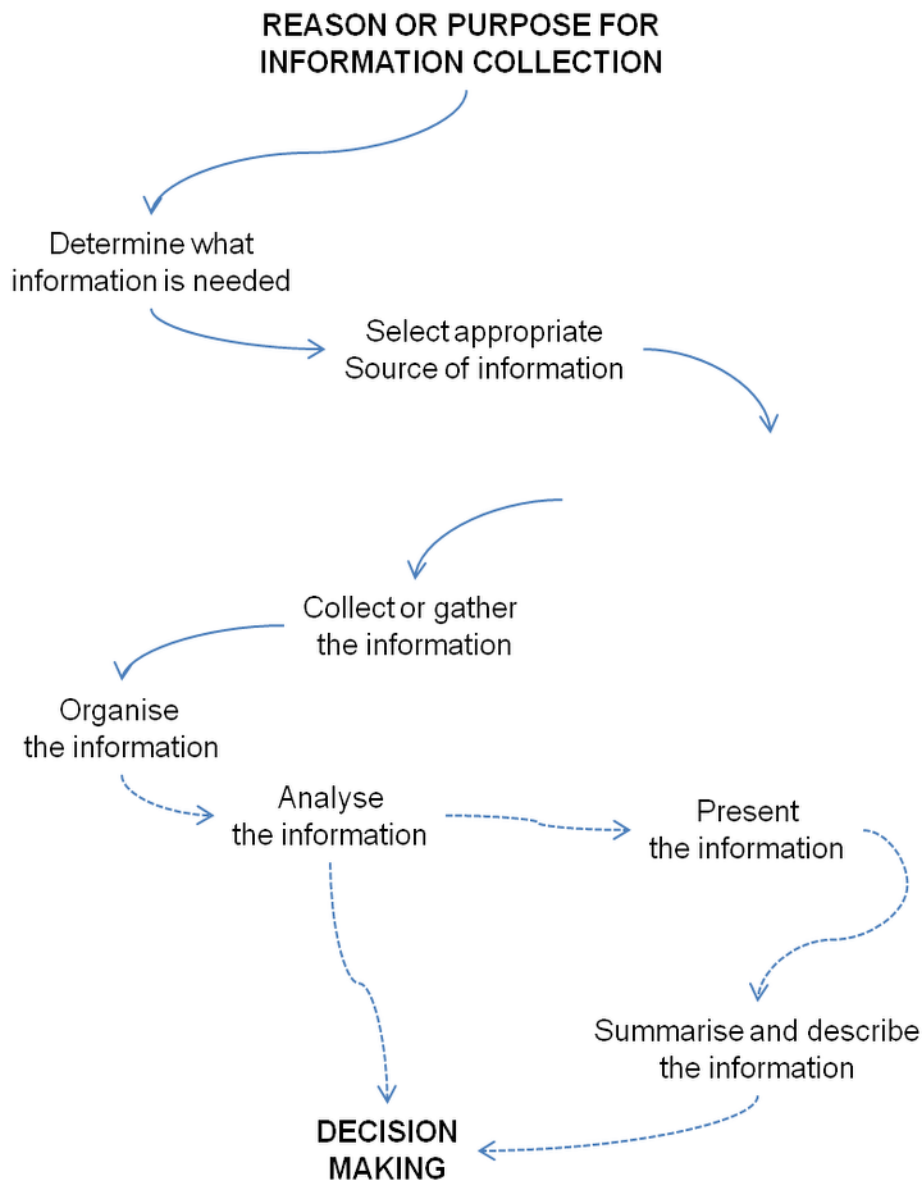 REASON OR PURPOSE FOR
INFORMATION COLLECTION
Determine what
information is needed
Select appropriate
Source of information
Collect or gather
the information
Organise
the information
Analyse
the information
Present
the information
Summarise and describe
the information
DECISION
MAKING